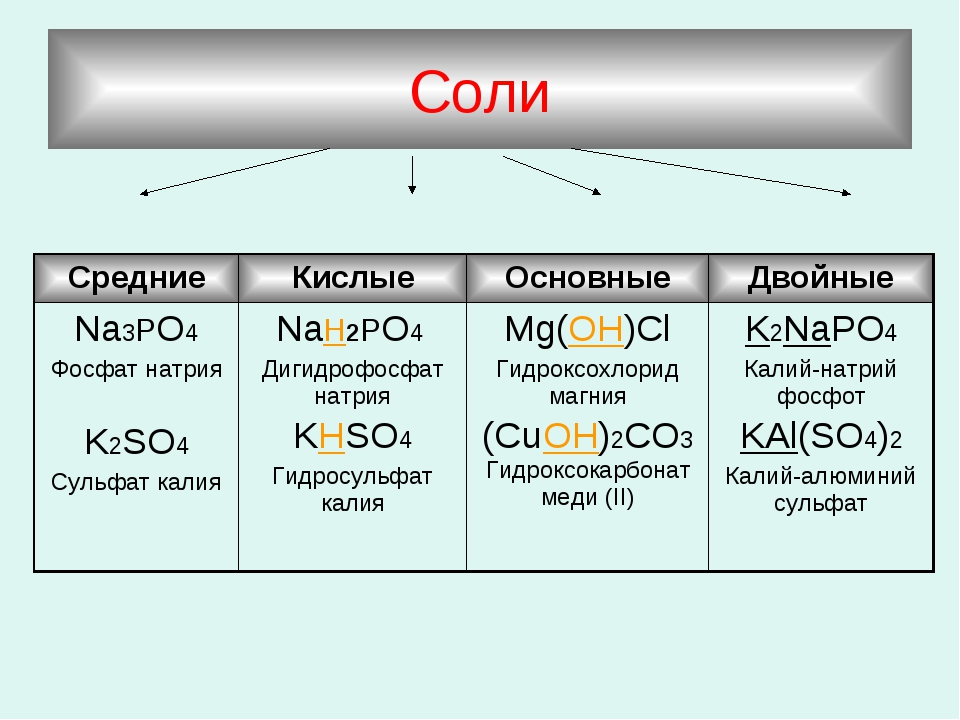 Соли
Средние Кислые Основные Двойные
Na3PO4
Фосфат натрия
K2SO4
Сульфат калия
NaH2PO4
Дигидрофосфат
натрия
KHSO4
Гидросульфат
калия
Mg(OH)Cl
Гидроксохлорид
магния
(CuOH)2CO3
Гидроксокарбонат
меди (II)
K2NaPO4
Калий-натрий
фосфот
KAl(SO4)2
Калий-алюминий
сульфат